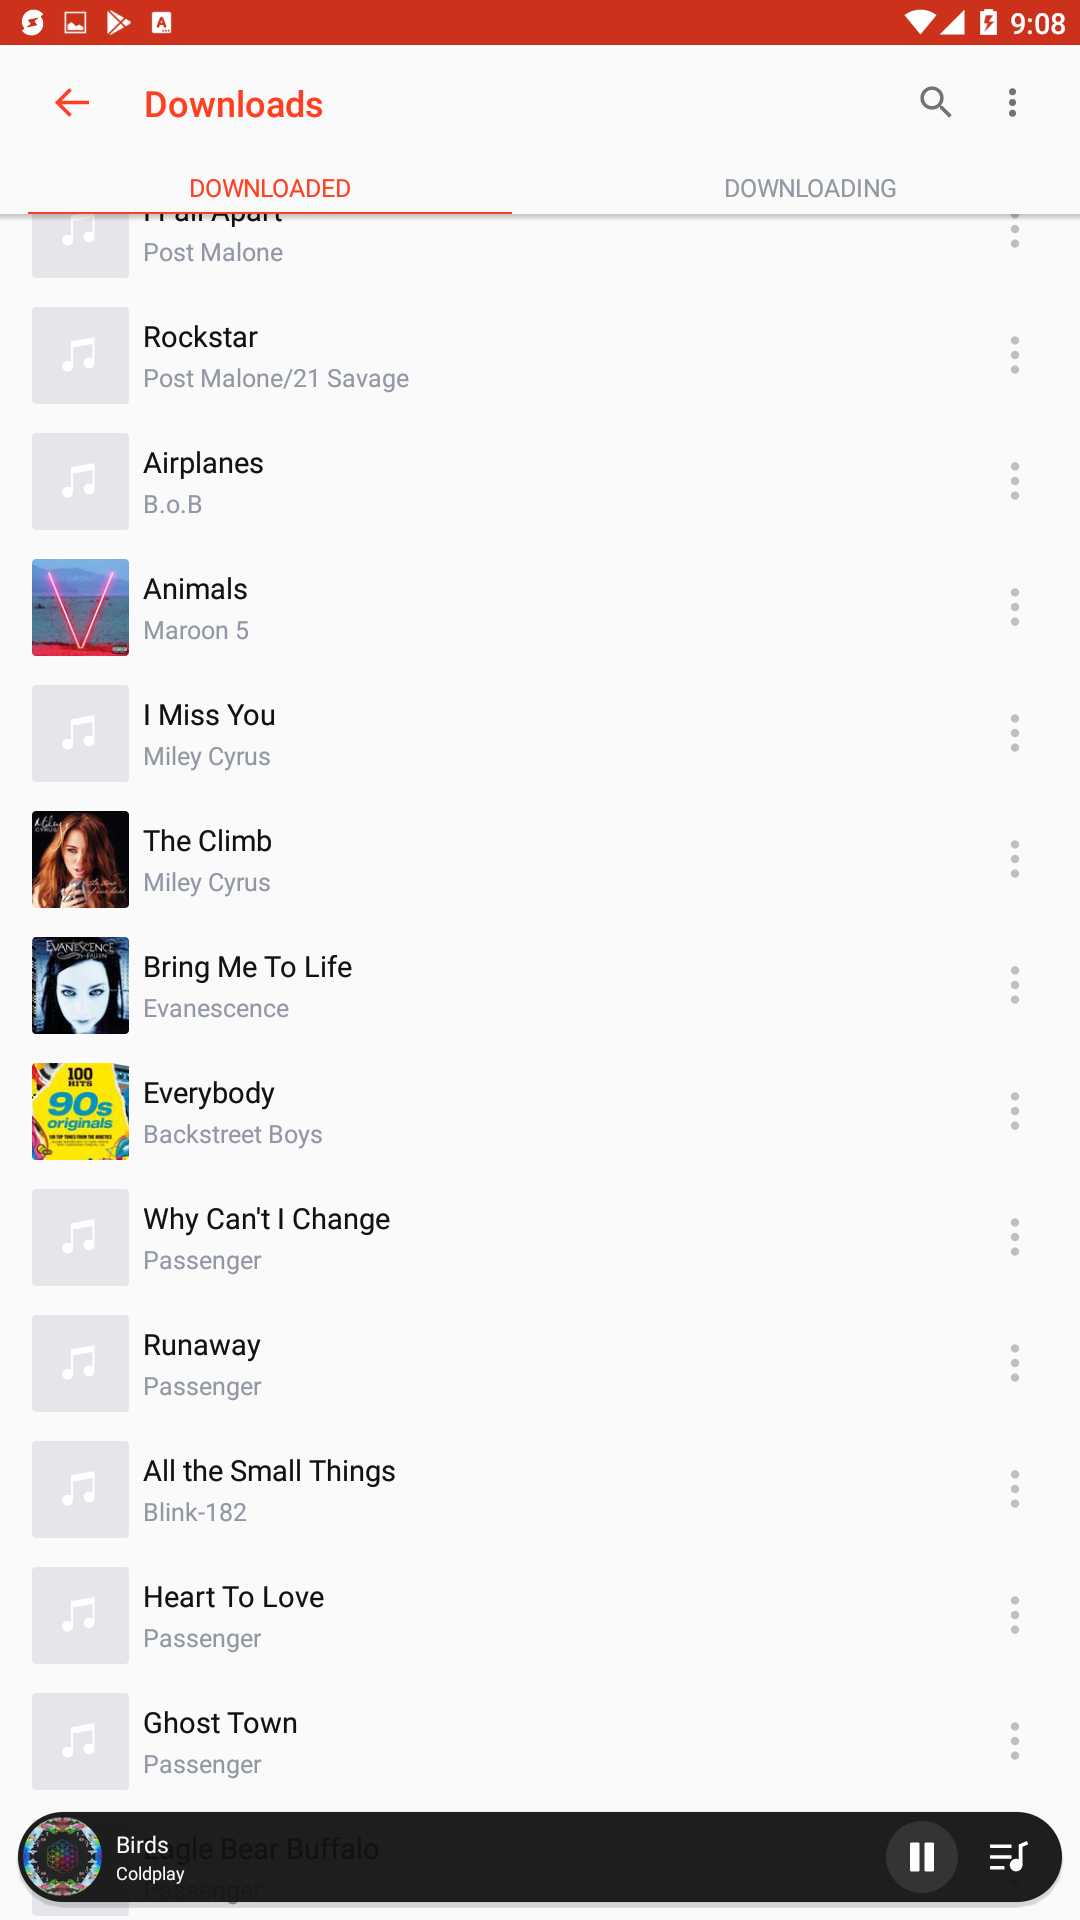 9:08
Downloads
DOWNLOADED
DOWNLOADING
I Fall Apart
Post Malone
Rockstar
Post Malone/21 Savage
Airplanes
B.o.B
Animals
Maroon 5
I Miss You
Miley Cyrus
The Climb
Miley Cyrus
EVANESCENCE
FALLEN
Bring Me To Life
Evanescence
100
HITS
90s
originals
Everybody
Backstreet Boys
Why Can't I Change
Passenger
Runaway
Passenger
All the Small Things
Blink-182
Heart To Love
Passenger
Ghost Town
Passenger
Eagle Bear Buffalo
Passenger
Birds
Coldplay